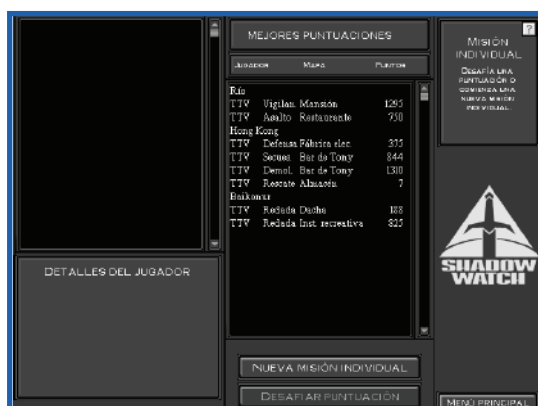 MEJORES PUNTUACIONES
JUGADOR MAPA PUNTOS
Río
TTV Vigilan. Mansión 1295
TTV Asalto Restaurante 750
Hong Kong
TTV Defensa Fábrica elec. 375
TTV Secues. Bar de Tony 844
TTV Demol. Bar de Tony 1310
TTV Rescate Almacén 7
Baikonur
TTV Redada Dacha 188
TTV Redada Inst. recreativa 825
DETALLES DEL JUGADOR
NUEVA MISIÓN INDIVIDUAL
DESAFIAR PUNTUACIÓN
?
MISIÓN
INDIVIDUAL
DESAFÍA UNA
PUNTUACIÓN O
COMIENZA UNA
NUEVA MISIÓN
INDIVIDUAL.
SHADOW
WATCH
MENÚ PRINCIPAL